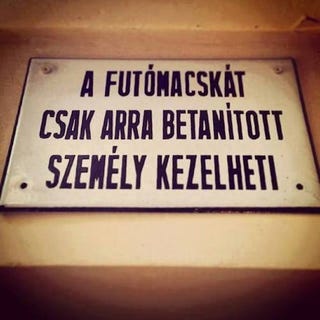 A FUTÓMACSKÁT
CSAK ARRA BETANÍTOTT
SZEMÉLY KEZELHETI